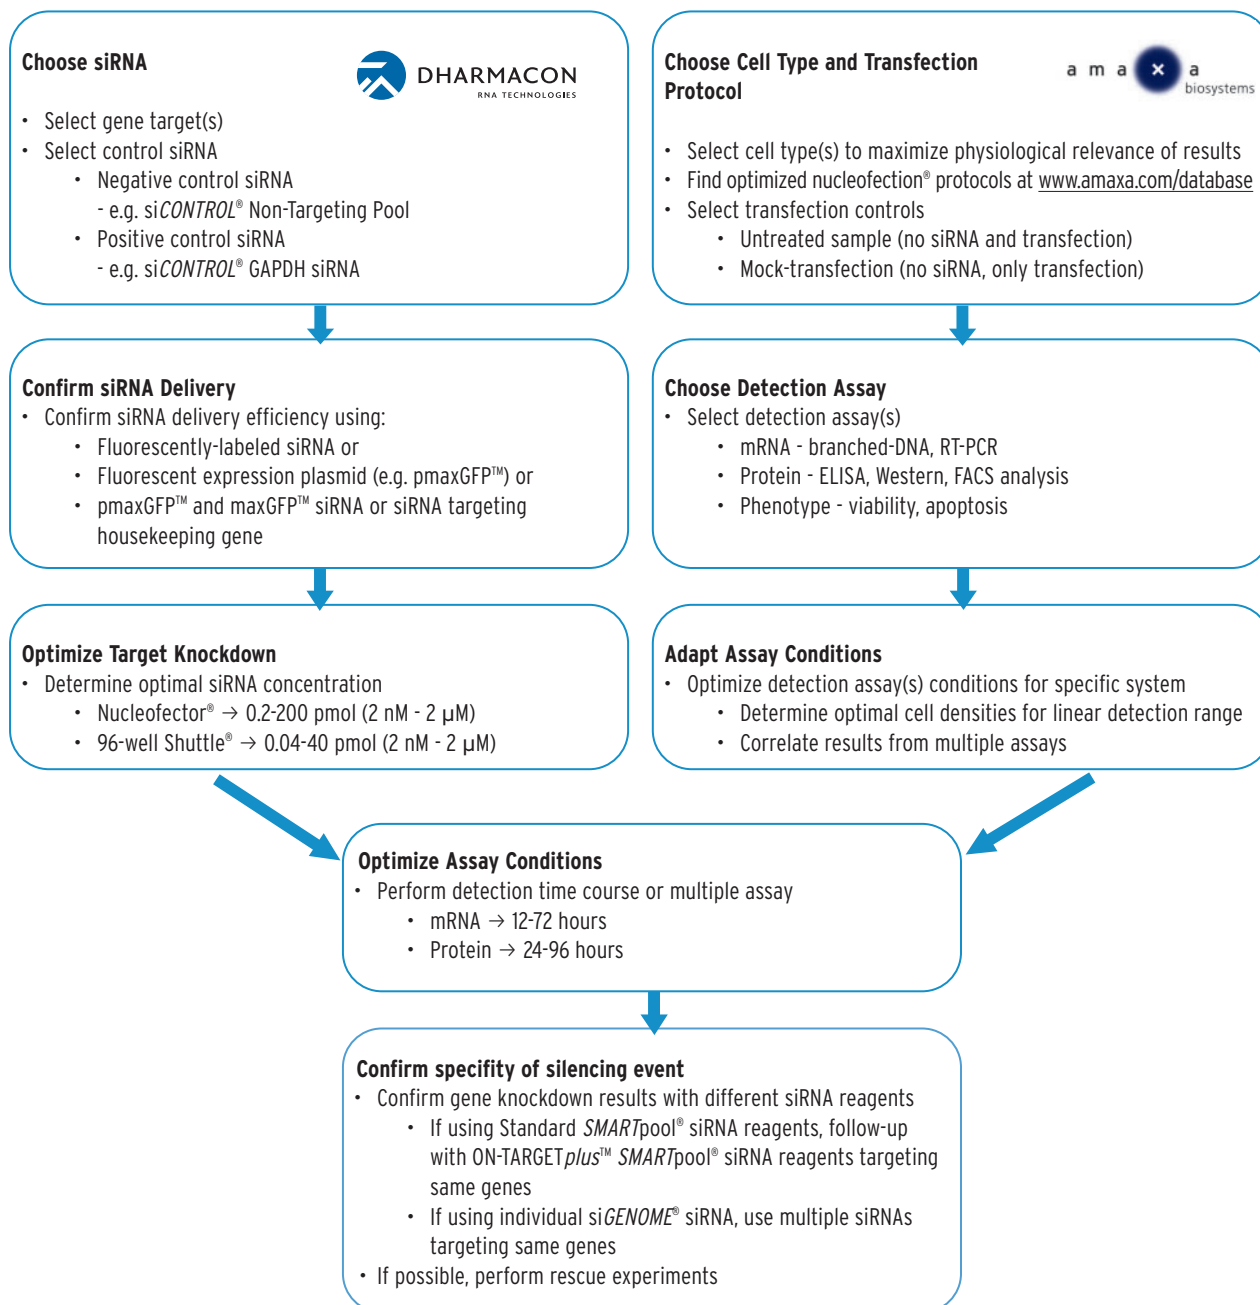 Choose siRNA
DHARMACON
RNA TECHNOLOGIES
• Select gene target(s)
• Select control siRNA
• Negative control siRNA
- e.g. siCONTROL® Non-Targeting Pool
• Positive control siRNA
- e.g. siCONTROL® GAPDH siRNA
Choose Cell Type and Transfection
Protocol
a m a x a
biosystems
• Select cell type(s) to maximize physiological relevance of results
• Find optimized nucleofection® protocols at www.amaxa.com/database
• Select transfection controls
• Untreated sample (no siRNA and transfection)
• Mock-transfection (no siRNA, only transfection)
Confirm siRNA Delivery
• Confirm siRNA delivery efficiency using:
• Fluorescently-labeled siRNA or
• Fluorescent expression plasmid (e.g. pmaxGFP™) or
• pmaxGFP™ and maxGFP™ siRNA or siRNA targeting
housekeeping gene
Choose Detection Assay
• Select detection assay(s)
• mRNA - branched-DNA, RT-PCR
• Protein - ELISA, Western, FACS analysis
• Phenotype - viability, apoptosis
Optimize Target Knockdown
• Determine optimal siRNA concentration
• Nucleofector® → 0.2-200 pmol (2 nM - 2 µM)
• 96-well Shuttle® → 0.04-40 pmol (2 nM - 2 µM)
Adapt Assay Conditions
• Optimize detection assay(s) conditions for specific system
• Determine optimal cell densities for linear detection range
• Correlate results from multiple assays
Optimize Assay Conditions
• Perform detection time course or multiple assay
• mRNA → 12-72 hours
• Protein → 24-96 hours
Confirm specifity of silencing event
• Confirm gene knockdown results with different siRNA reagents
• If using Standard SMARTpool® siRNA reagents, follow-up
with ON-TARGETplus™ SMARTpool® siRNA reagents targeting
same genes
• If using individual siGENOME® siRNA, use multiple siRNAs
targeting same genes
• If possible, perform rescue experiments